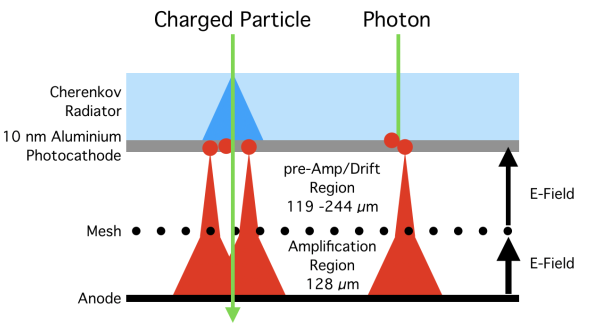 Charged Particle
Photon
Cherenkov
Radiator
10 nm Aluminium
Photocathode
pre-Amp/Drift
Region
119 -244 µm
E-Field
Mesh
Amplification
Region
128 µm
E-Field
Anode